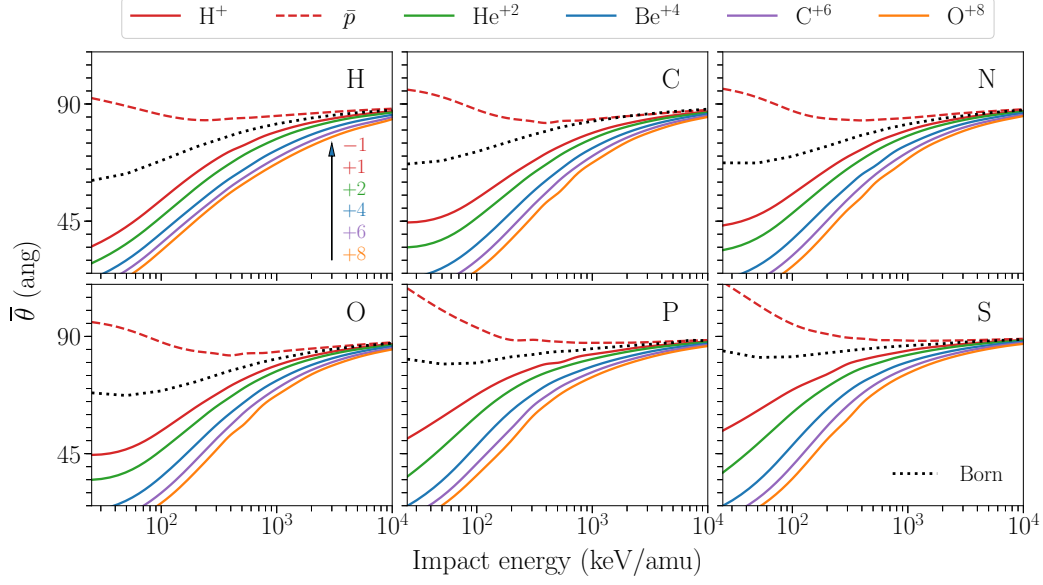 H⁺ p̄ He⁺² Be⁺⁴ C⁺⁶ O⁺⁸
H C N
90
45
−1
+1
+2
+4
+6
+8
θ̄ (ang)
O P S
90
45
Born
10² 10³ 10⁴ 10² 10³ 10⁴ 10² 10³ 10⁴
Impact energy (keV/amu)